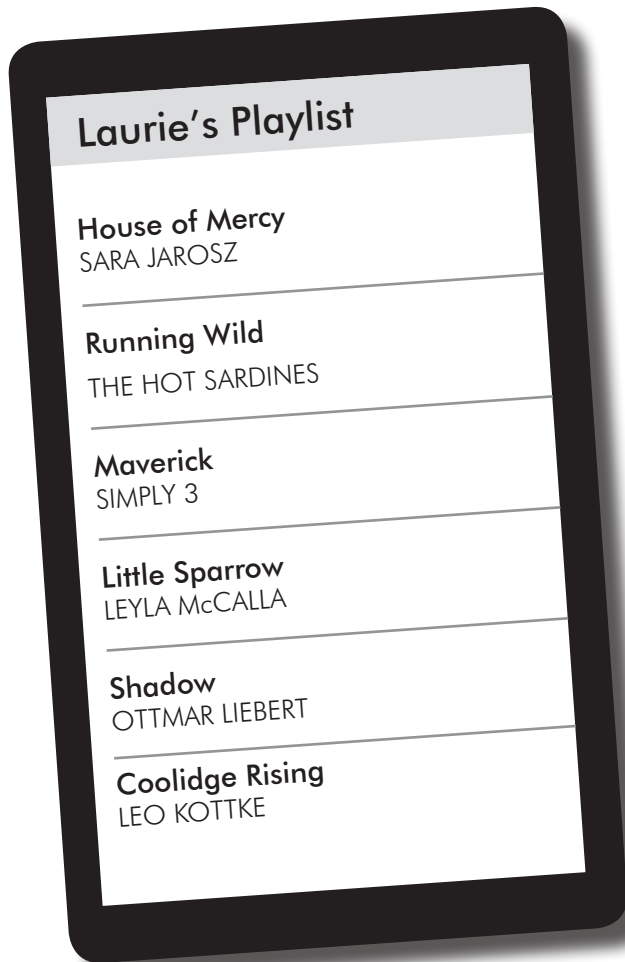 Laurie’s Playlist
House of Mercy
SARA JAROSZ
Running Wild
THE HOT SARDINES
Maverick
SIMPLY 3
Little Sparrow
LEYLA McCALLA
Shadow
OTTMAR LIEBERT
Coolidge Rising
LEO KOTTKE